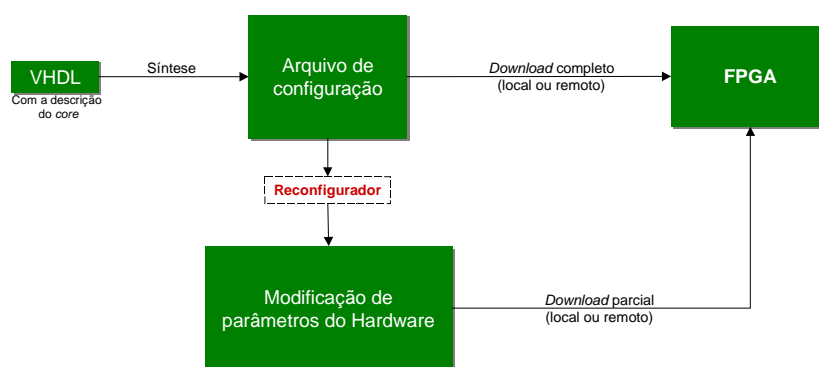 VHDL
Com a descrição
do core
Síntese
Arquivo de
configuração
Download completo
(local ou remoto)
FPGA
Reconfigurador
Modificação de
parâmetros do Hardware
Download parcial
(local ou remoto)